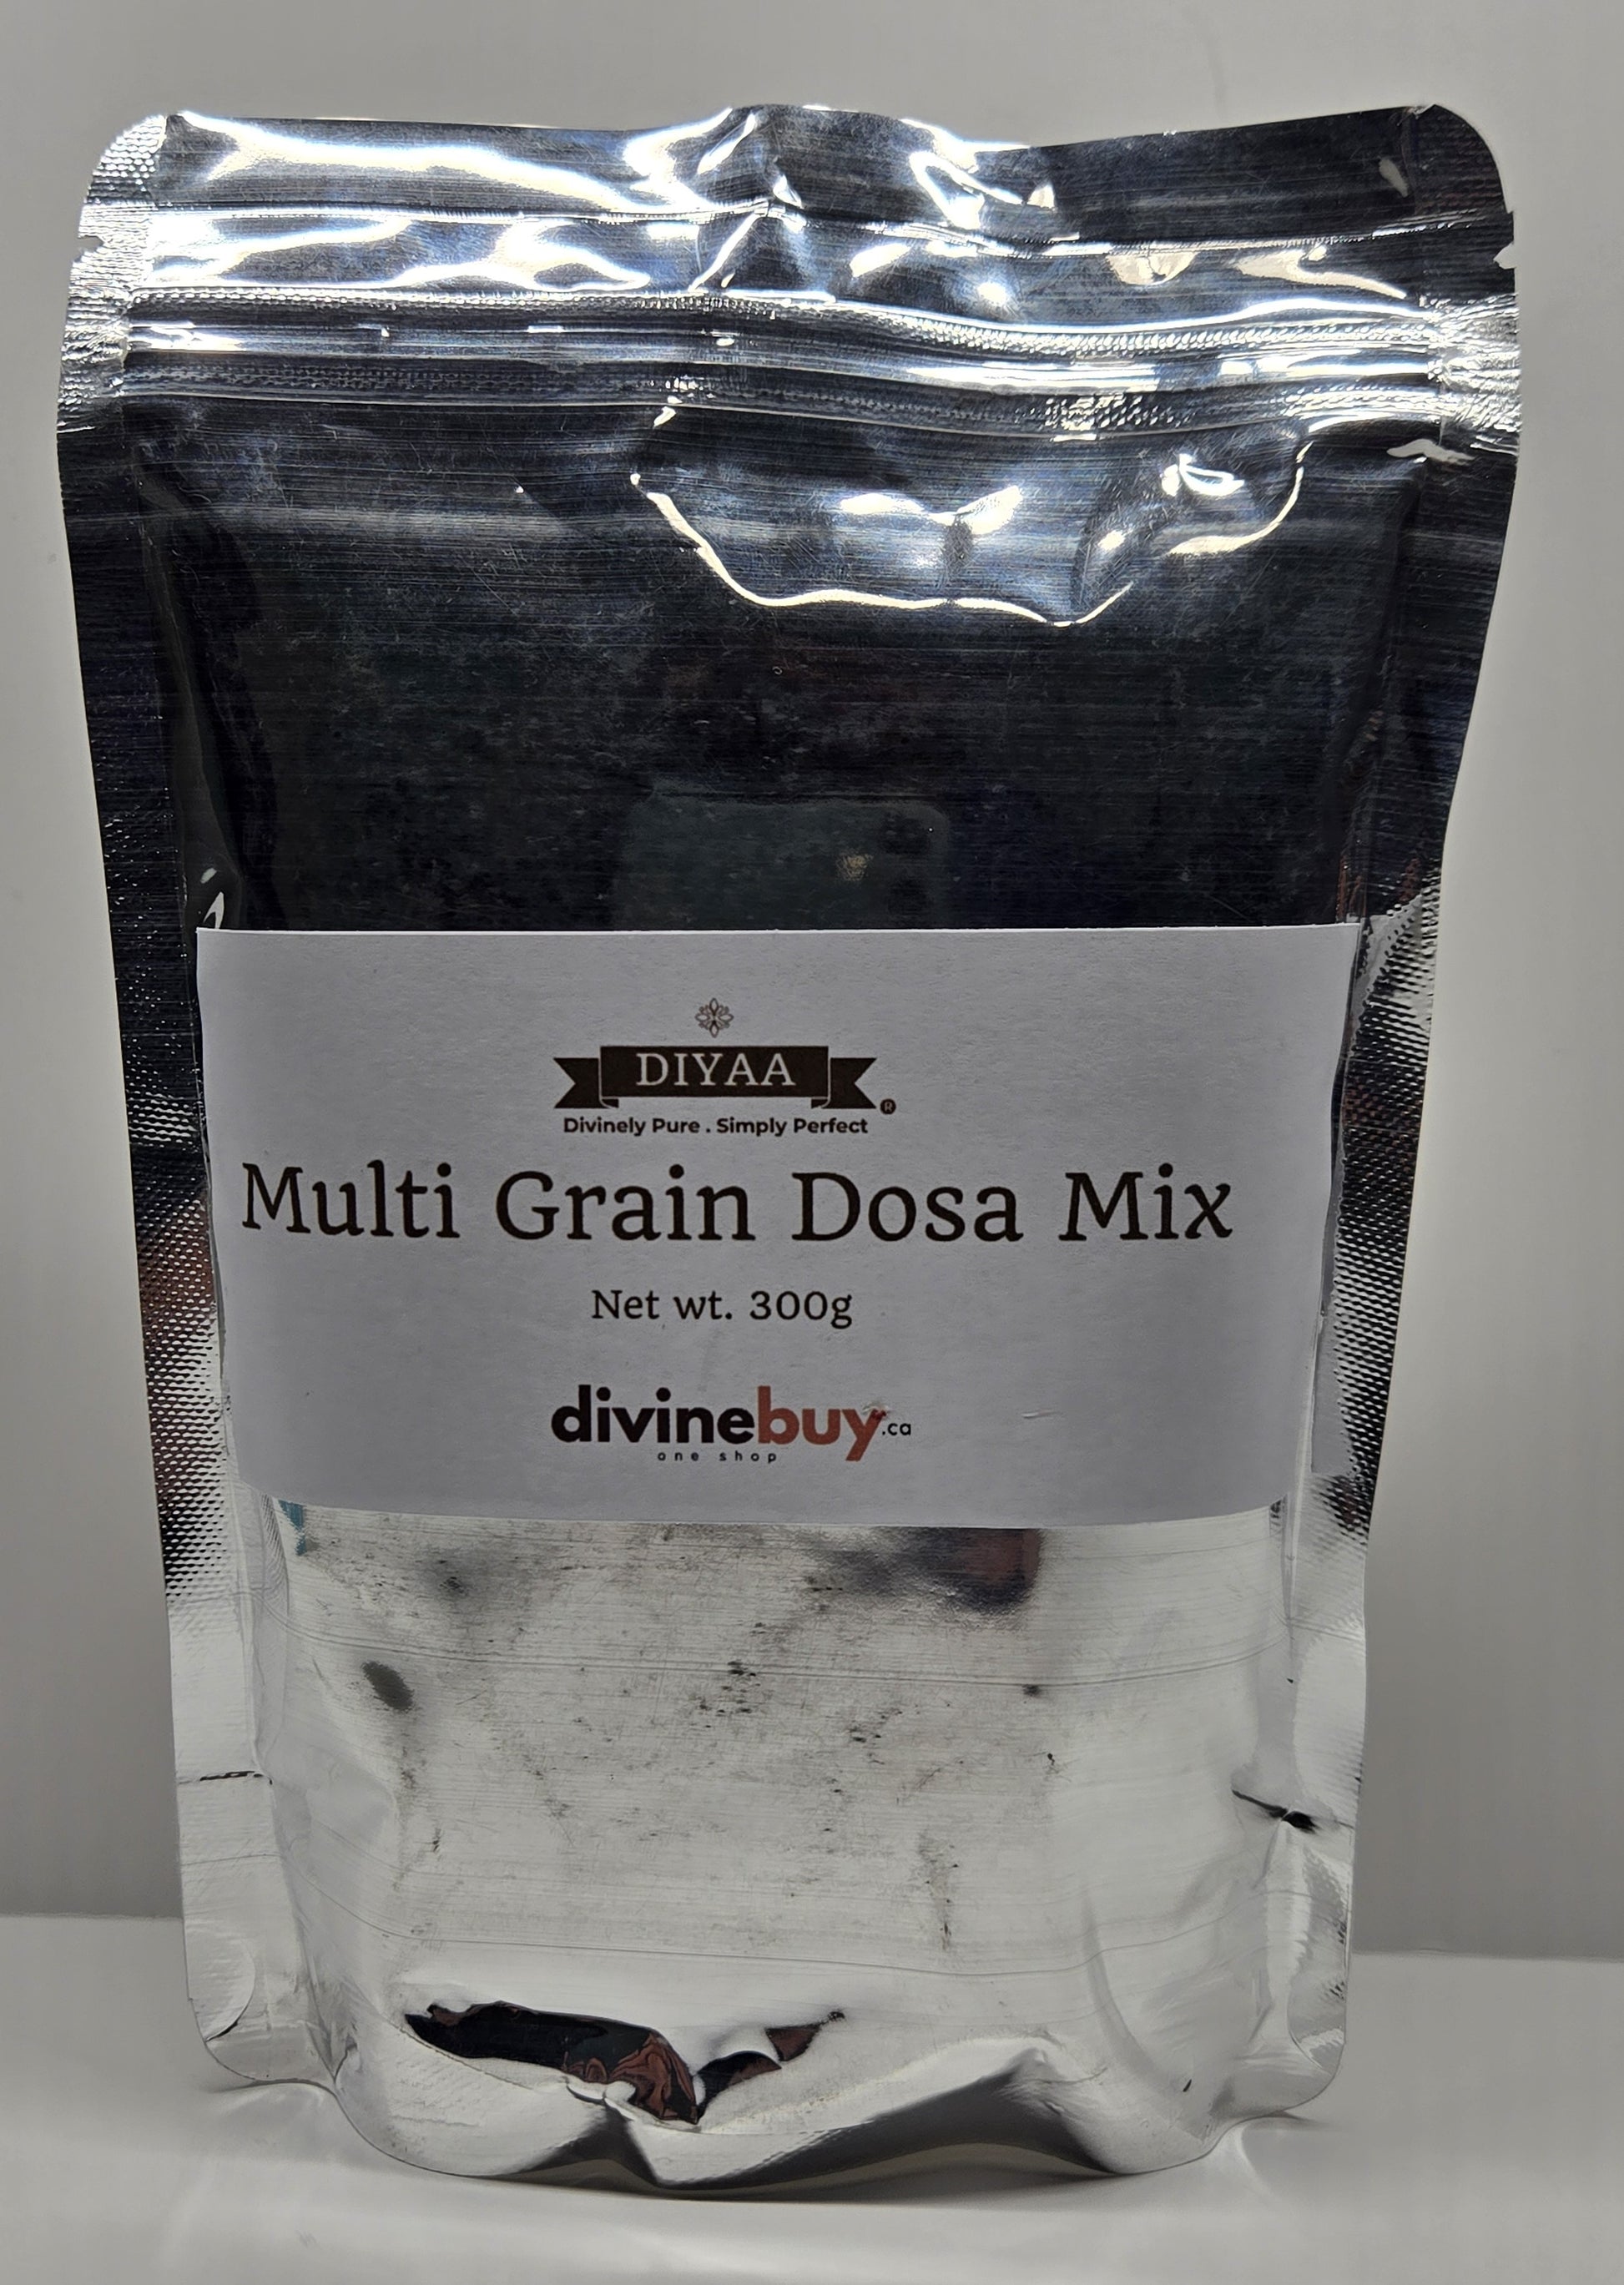 DIYAA
®
Divinely Pure . Simply Perfect
Multi Grain Dosa Mix
Net wt. 300g
divinebuy.ca
one shop